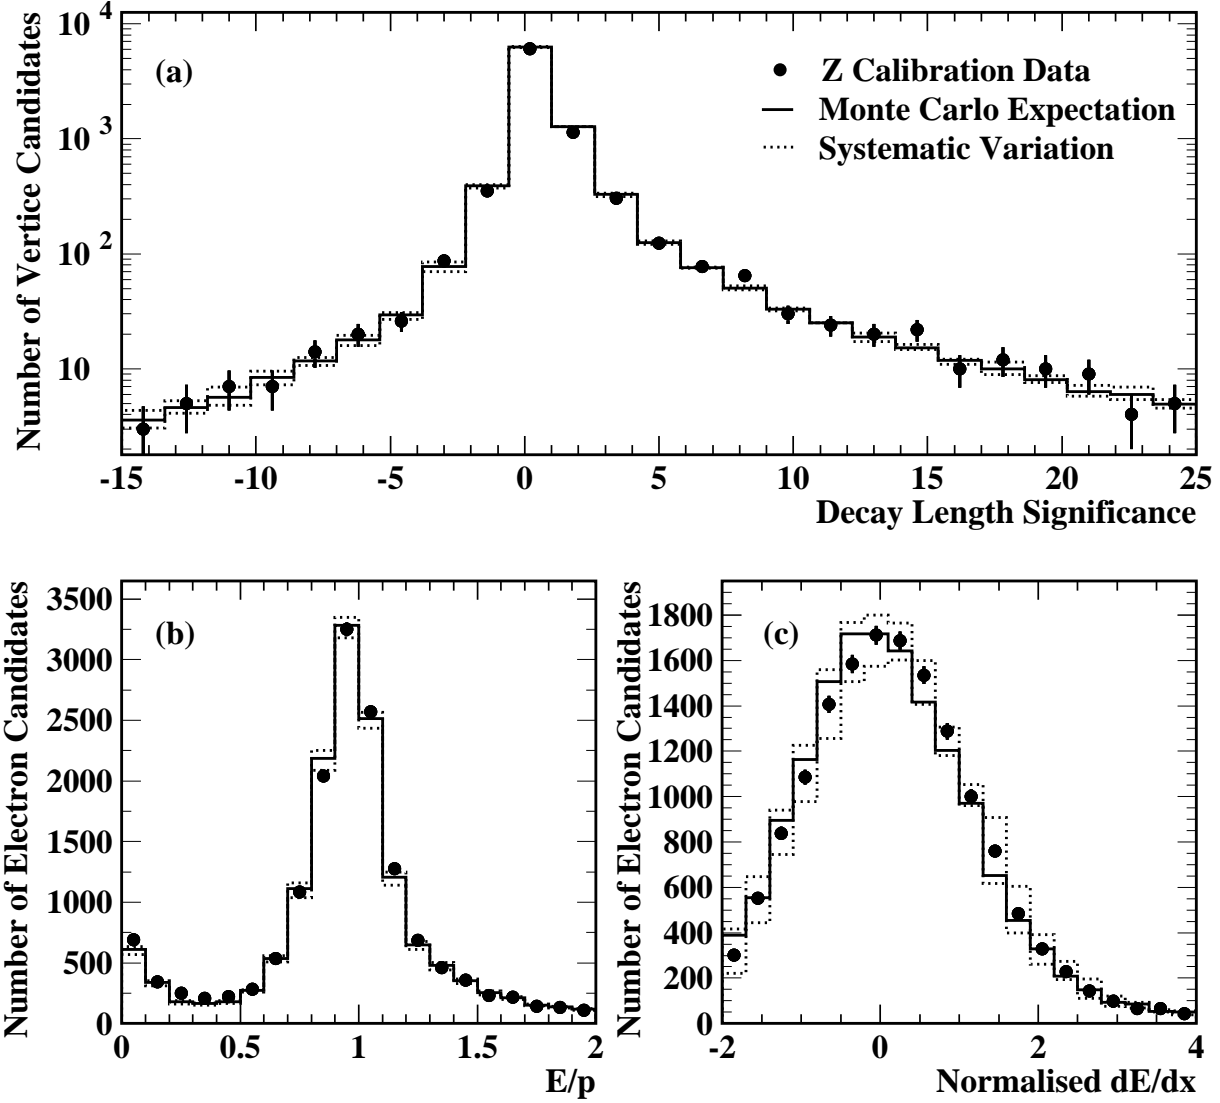 Number of Vertice Candidates
10 4
10 3
10 2
10
(a)
Z Calibration Data
Monte Carlo Expectation
Systematic Variation
-15 -10 -5 0 5 10 15 20 25
Decay Length Significance
Number of Electron Candidates
3500
3000
2500
2000
1500
1000
500
0
(b)
0 0.5 1 1.5 2
E/p
Number of Electron Candidates
1800
1600
1400
1200
1000
800
600
400
200
0
(c)
-2 0 2 4
Normalised dE/dx